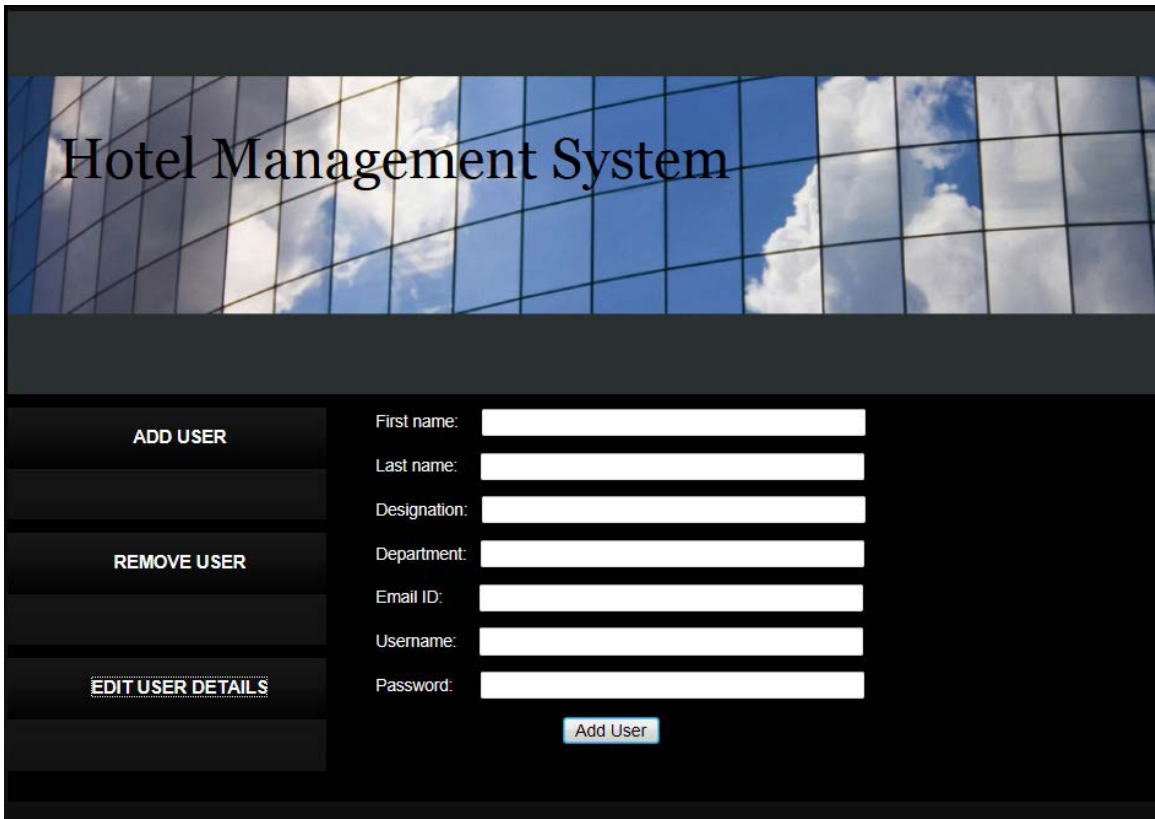 Hotel Management System
ADD USER
REMOVE USER
EDIT USER DETAILS
First name:
Last name:
Designation:
Department:
Email ID:
Username:
Password:
Add User